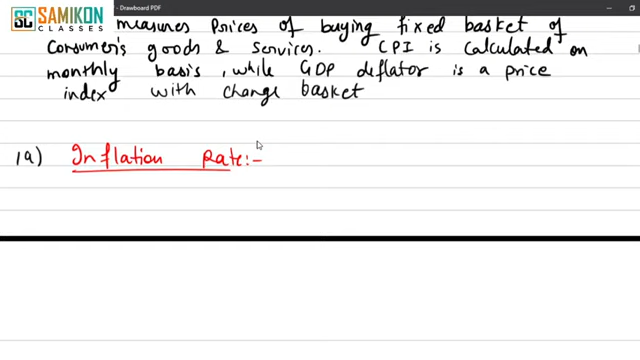 SC SAMIKON
CLASSES
- Drawboard PDF
measures Prices of buying fixed basket of
Consumer's goods & services. CPI is calculated on
monthly basis, while GDP deflator is a price
index with change basket
19) Inflation Rate:-